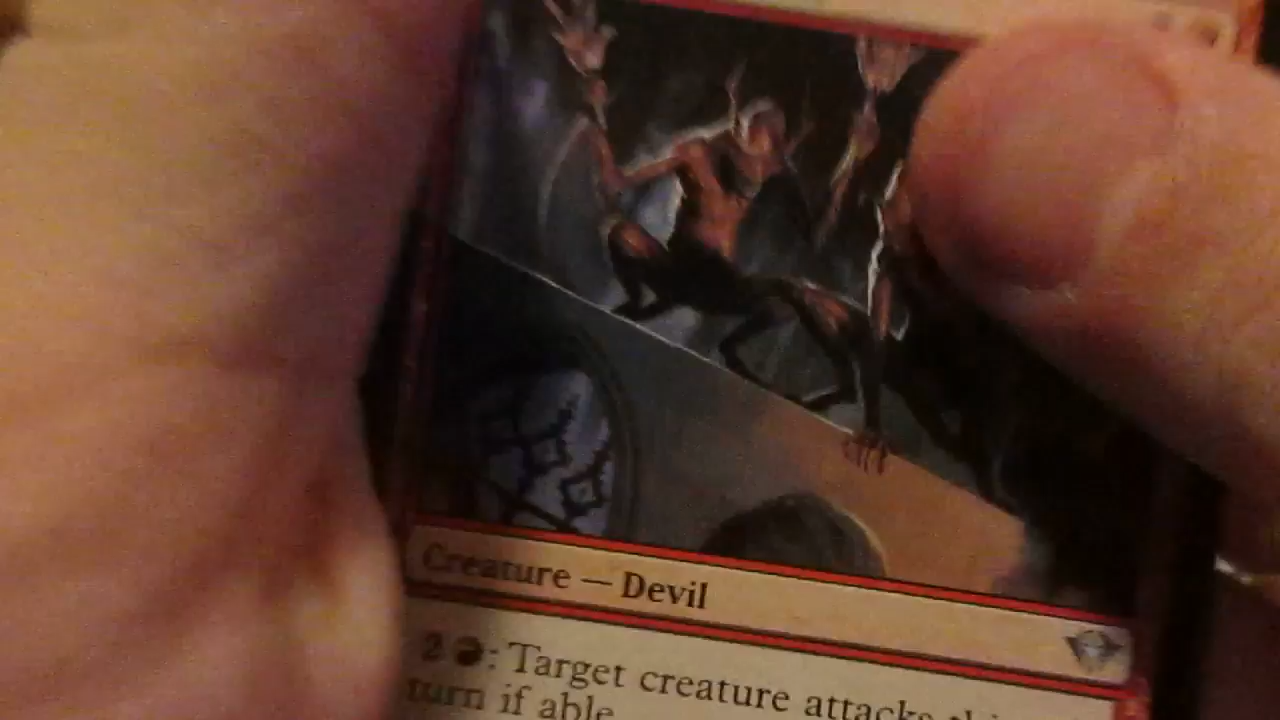 Creature — Devil
2 : Target creature attacks this
turn if able.